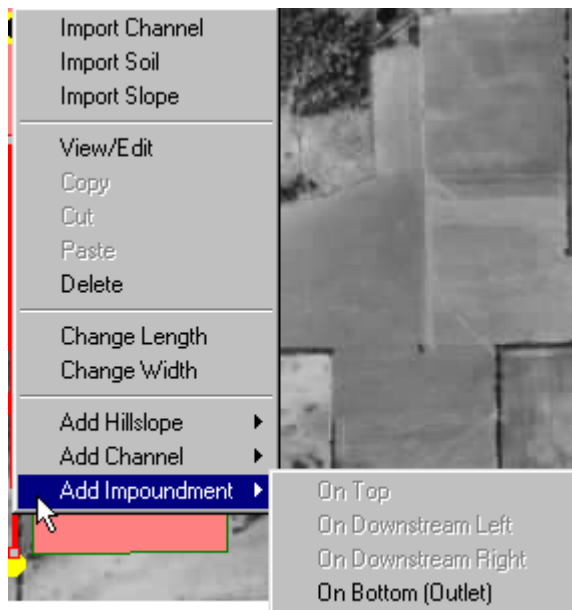 Import Channel
Import Soil
Import Slope
View/Edit
Copy
Cut
Paste
Delete
Change Length
Change Width
Add Hillslope
Add Channel
Add Impoundment
On Top
On Downstream Left
On Downstream Right
On Bottom (Outlet)